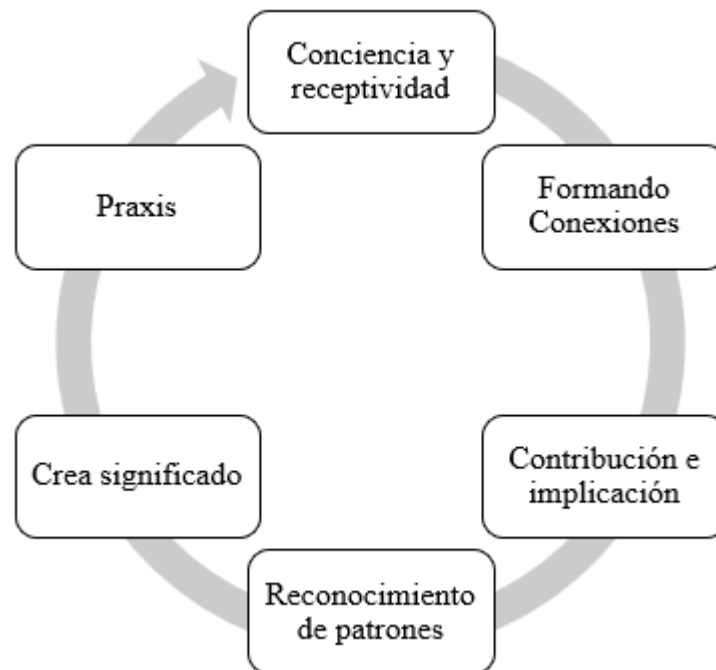 Conciencia y
receptividad
Formando
Conexiones
Contribución e
implicación
Reconocimiento
de patrones
Crea significado
Praxis